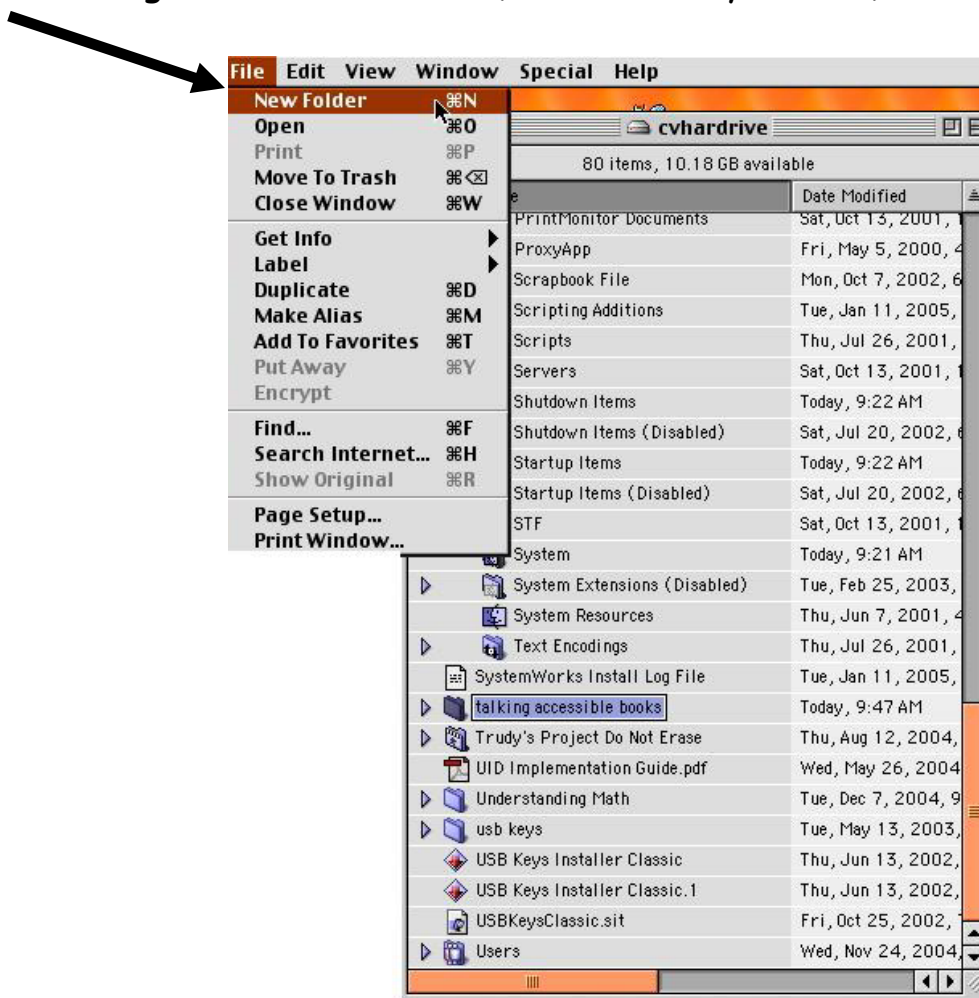 File Edit View Window Special Help
New Folder ⌘N
Open ⌘O
Print ⌘P
Move To Trash ⌘⌫
Close Window ⌘W
Get Info
Label
Duplicate ⌘D
Make Alias ⌘M
Add To Favorites ⌘T
Put Away ⌘Y
Encrypt
Find... ⌘F
Search Internet... ⌘H
Show Original ⌘R
Page Setup...
Print Window...
cvhardrive
80 items, 10.18 GB available
Date Modified
PrintMonitor Documents Sat, Oct 13, 2001,
ProxyApp Fri, May 5, 2000,
Scrapbook File Mon, Oct 7, 2002,
Scripting Additions Tue, Jan 11, 2005,
Scripts Thu, Jul 26, 2001,
Servers Sat, Oct 13, 2001,
Shutdown Items Today, 9:22 AM
Shutdown Items (Disabled) Sat, Jul 20, 2002,
Startup Items Today, 9:22 AM
Startup Items (Disabled) Sat, Jul 20, 2002,
STF Sat, Oct 13, 2001,
System Today, 9:21 AM
System Extensions (Disabled) Tue, Feb 25, 2003,
System Resources Thu, Jun 7, 2001,
Text Encodings Thu, Jul 26, 2001,
SystemWorks Install Log File Tue, Jan 11, 2005,
talking accessible books Today, 9:47 AM
Trudy's Project Do Not Erase Thu, Aug 12, 2004,
UID Implementation Guide.pdf Wed, May 26, 2004
Understanding Math Tue, Dec 7, 2004, 9
usb keys Tue, May 13, 2003,
USB Keys Installer Classic Thu, Jun 13, 2002,
USB Keys Installer Classic.1 Thu, Jun 13, 2002,
USBKeysClassic.sit Fri, Oct 25, 2002,
Users Wed, Nov 24, 2004,